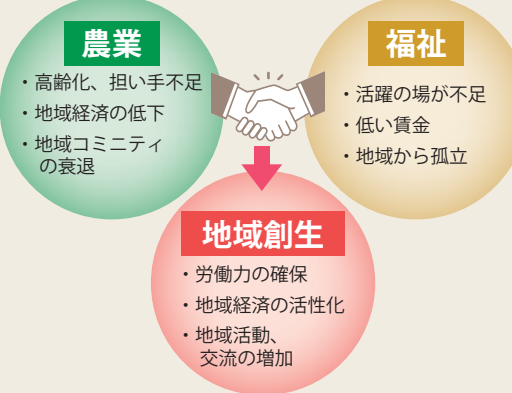 農業
・高齢化、担い手不足
・地域経済の低下
・地域コミニティ
の衰退
福祉
・活躍の場が不足
・低い賃金
・地域から孤立
地域創生
・労働力の確保
・地域経済の活性化
・地域活動、
交流の増加